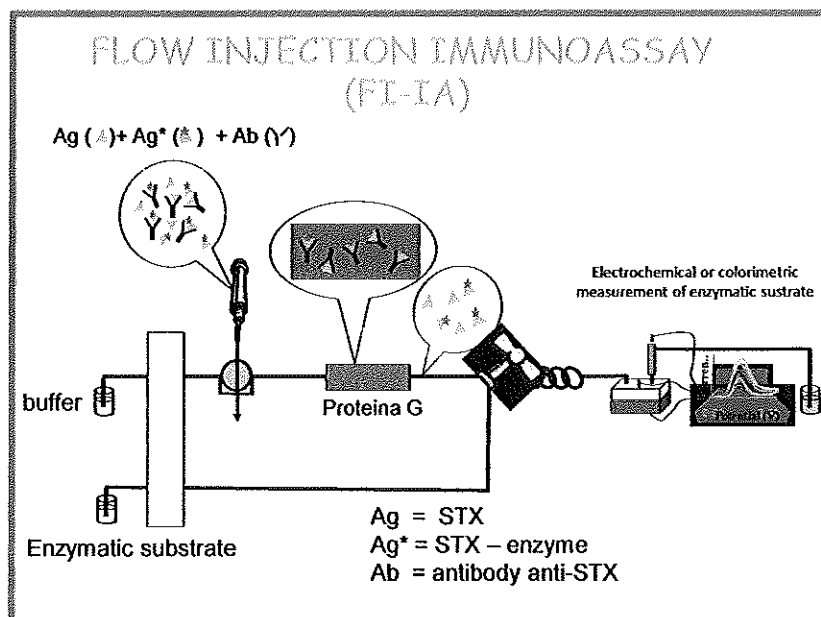 FLOW INJECTION IMMUNOASSAY
(FI-IA)
Ag ( )+ Ag* ( ) + Ab ( )
Electrochemical or colorimetric
measurement of enzymatic sustrate
buffer
Proteina G
Potential (V)
Enzymatic substrate
Ag = STX
Ag* = STX – enzyme
Ab = antibody anti-STX